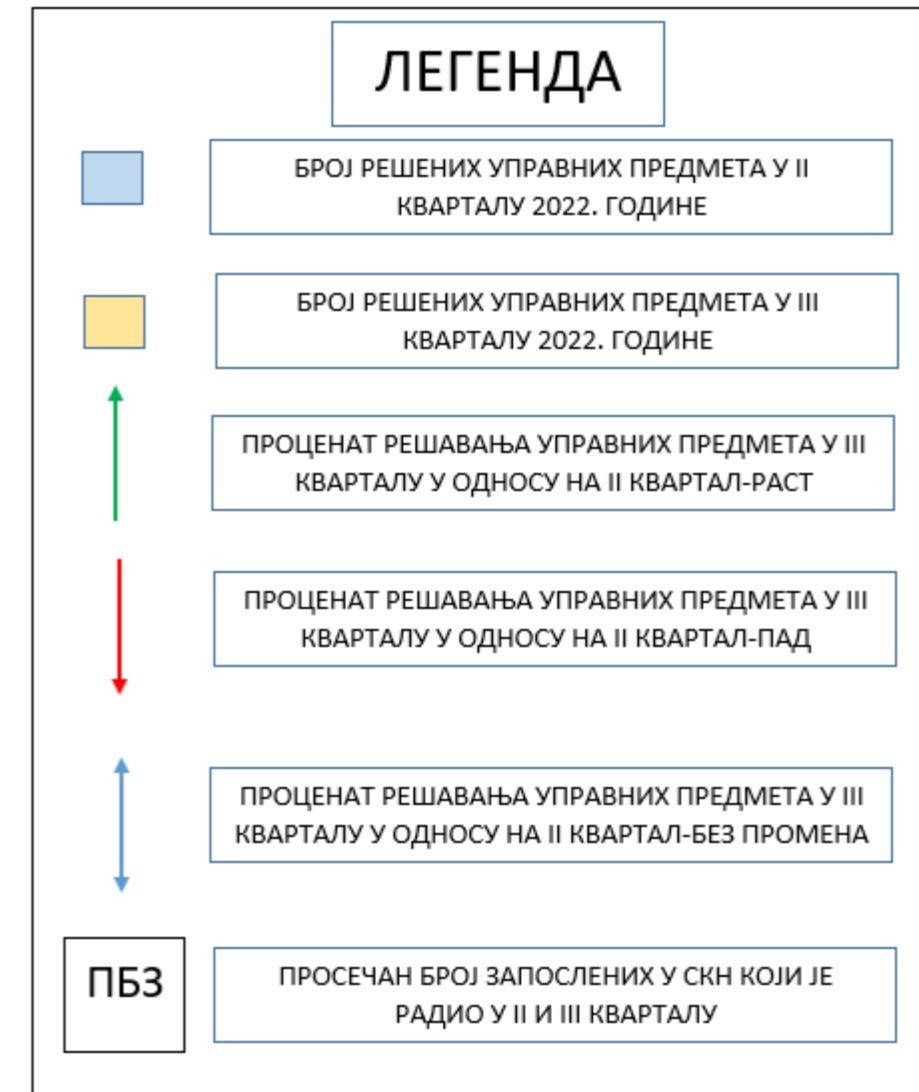 ЛЕГЕНДА
БРОЈ РЕШЕНИХ УПРАВНИХ ПРЕДМЕТА У II
КВАРТАЛУ 2022. ГОДИНЕ
БРОЈ РЕШЕНИХ УПРАВНИХ ПРЕДМЕТА У III
КВАРТАЛУ 2022. ГОДИНЕ
ПРОЦЕНАТ РЕШАВАЊА УПРАВНИХ ПРЕДМЕТА У III
КВАРТАЛУ У ОДНОСУ НА II КВАРТАЛ-РАСТ
ПРОЦЕНАТ РЕШАВАЊА УПРАВНИХ ПРЕДМЕТА У III
КВАРТАЛУ У ОДНОСУ НА II КВАРТАЛ-ПАД
ПРОЦЕНАТ РЕШАВАЊА УПРАВНИХ ПРЕДМЕТА У III
КВАРТАЛУ У ОДНОСУ НА II КВАРТАЛ-БЕЗ ПРОМЕНА
ПБЗ
ПРОСЕЧАН БРОЈ ЗАПОСЛЕНИХ У СКН КОЈИ ЈЕ
РАДИО У II И III КВАРТАЛУ